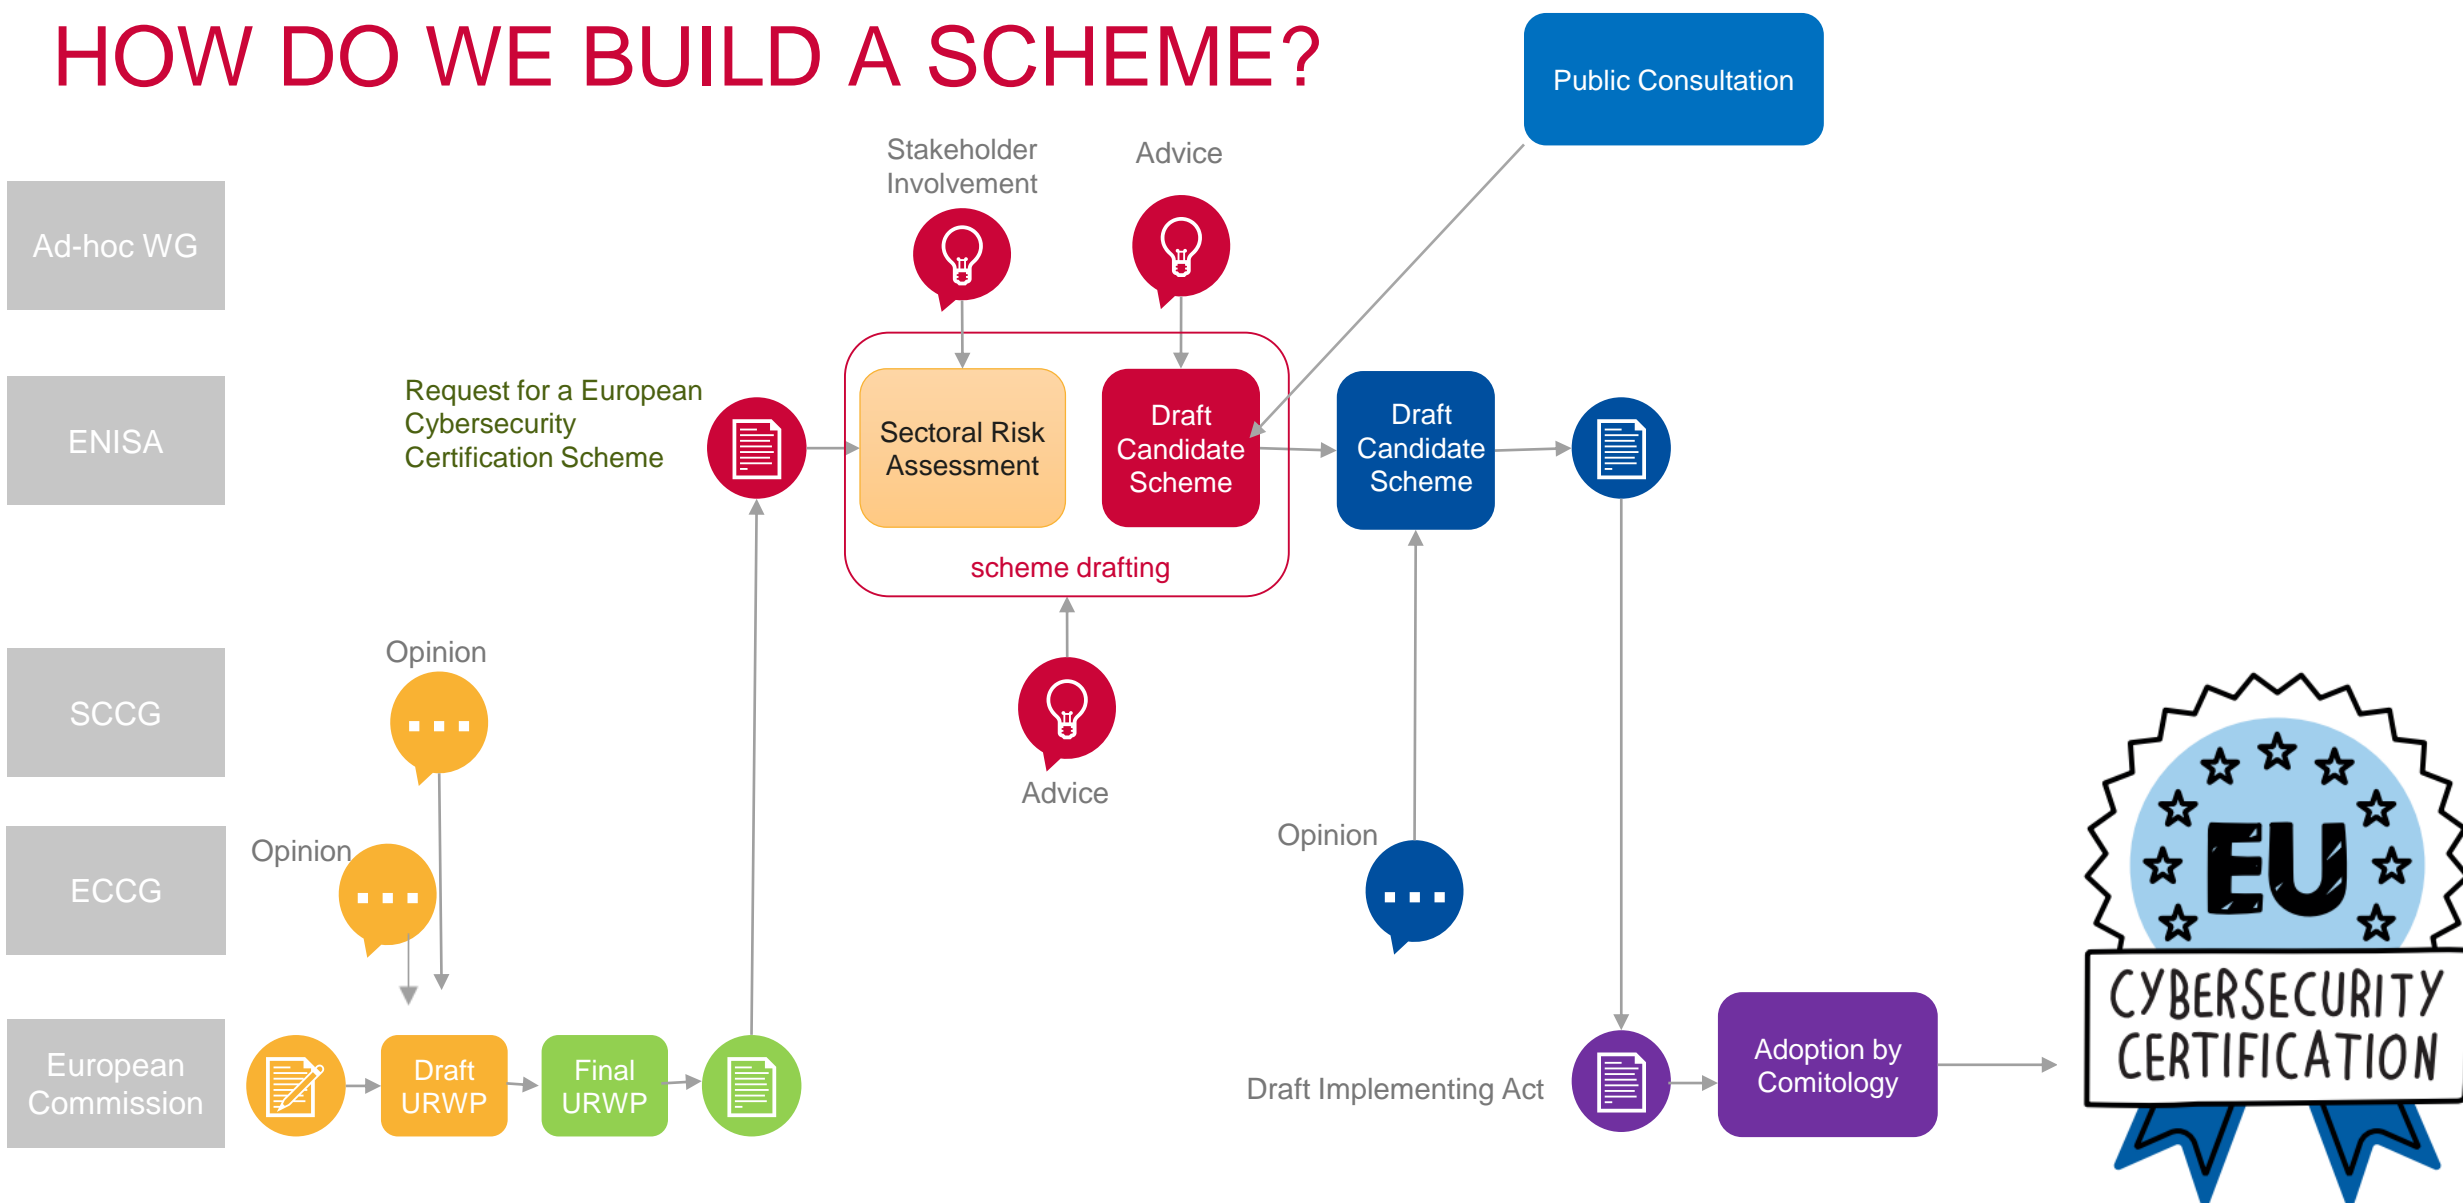 HOW DO WE BUILD A SCHEME?
Public Consultation
Stakeholder
Involvement
Advice
Ad-hoc WG
Request for a European
Cybersecurity
Certification Scheme
ENISA
Sectoral Risk
Assessment
Draft
Candidate
Scheme
Draft
Candidate
Scheme
scheme drafting
Opinion
SCCG
Advice
Opinion
ECCG
Opinion
EU
CYBERSECURITY
CERTIFICATION
European
Commission
Draft
URWP
Final
URWP
Draft Implementing Act
Adoption by
Comitology